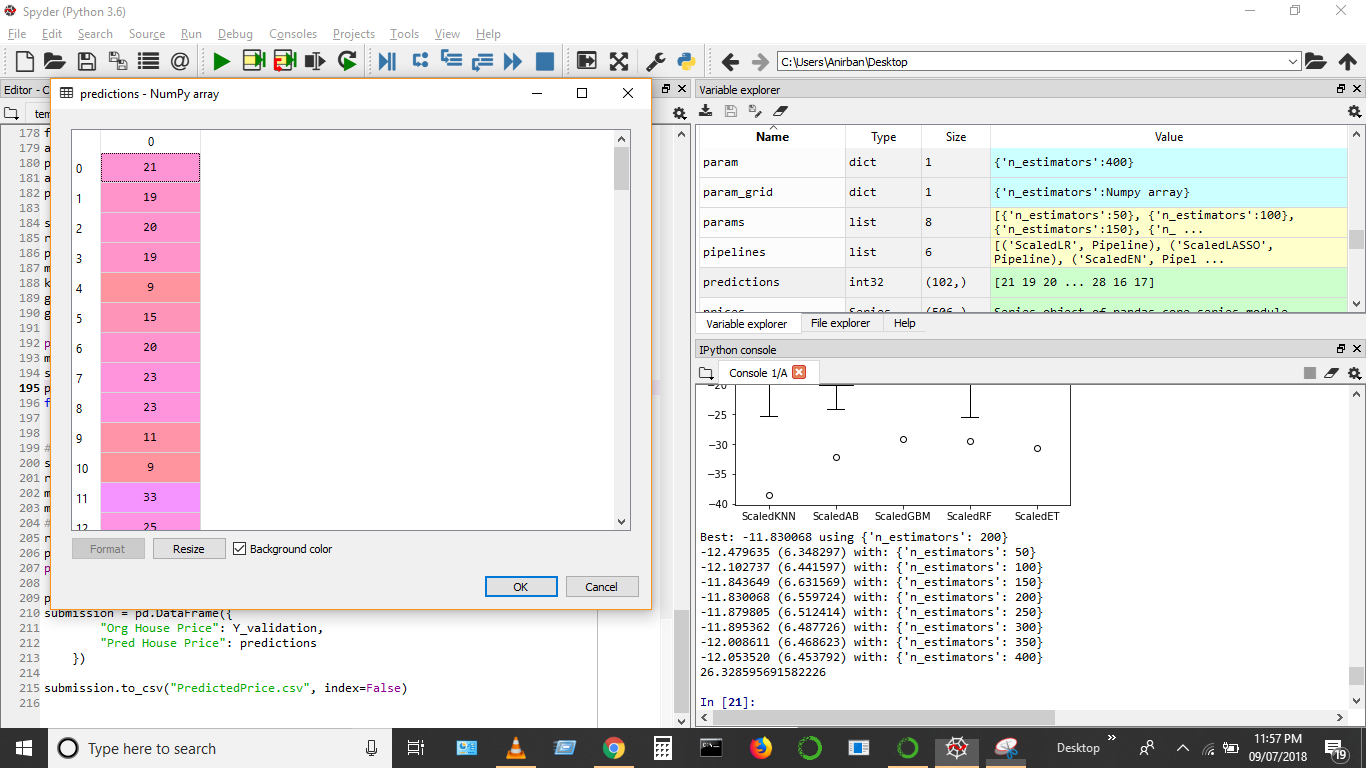 Spyder (Python 3.6)
File Edit Search Source Run Debug Consoles Projects Tools View Help
C:\Users\Anirban\Desktop
Editor - C
predictions - NumPy array
tem
0
0 21
1 19
2 20
3 19
4 9
5 15
6 20
7 23
8 23
9 11
10 9
11 33
12 25
Format Resize Background color
OK Cancel
178 f
179 a
180 p
181 a
182 p
183
184 s
185 r
186 p
187 m
188 k
189 g
190 g
191
192 p
193 m
194 s
195 p
196 f
197
198
199 #
200 s
201 r
202 m
203 m
204 #
205 r
206 p
207 p
208
209 p
210 submission = pd.DataFrame({
211 "Org House Price": Y_validation,
212 "Pred House Price": predictions
213 })
214
215 submission.to_csv("PredictedPrice.csv", index=False)
216
Variable explorer
Name Type Size Value
param dict 1 {'n_estimators':400}
param_grid dict 1 {'n_estimators':Numpy array}
params list 8 [{'n_estimators':50}, {'n_estimators':100},
{'n_estimators':150}, {'n_ ...
pipelines list 6 [('ScaledLR', Pipeline), ('ScaledLASSO',
Pipeline), ('ScaledEN', Pipel ...
predictions int32 (102,) [21 19 20 ... 28 16 17]
prices Series (506,) Series object of pandas.core.series module
Variable explorer File explorer Help
IPython console
Console 1/A
−20
−25
−30
−35
−40
ScaledKNN ScaledAB ScaledGBM ScaledRF ScaledET
Best: -11.830068 using {'n_estimators': 200}
-12.479635 (6.348297) with: {'n_estimators': 50}
-12.102737 (6.441597) with: {'n_estimators': 100}
-11.843649 (6.631569) with: {'n_estimators': 150}
-11.830068 (6.559724) with: {'n_estimators': 200}
-11.879805 (6.512414) with: {'n_estimators': 250}
-11.895362 (6.487726) with: {'n_estimators': 300}
-12.008611 (6.468623) with: {'n_estimators': 350}
-12.053520 (6.453792) with: {'n_estimators': 400}
26.328595691582226
In [21]:
Type here to search
Desktop
11:57 PM
09/07/2018
19